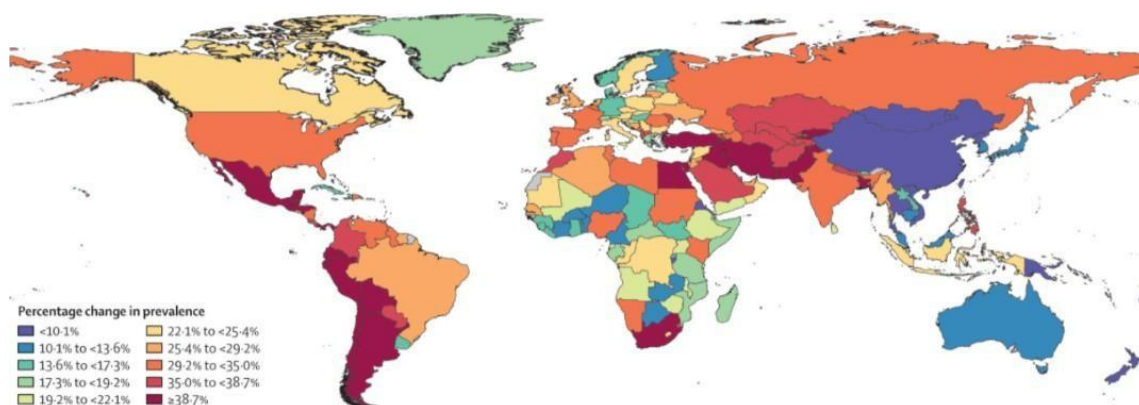 Percentage change in prevalence
<10·1%
10·1% to <13·6%
13·6% to <17·3%
17·3% to <19·2%
19·2% to <22·1%
22·1% to <25·4%
25·4% to <29·2%
29·2% to <35·0%
35·0% to <38·7%
≥38·7%